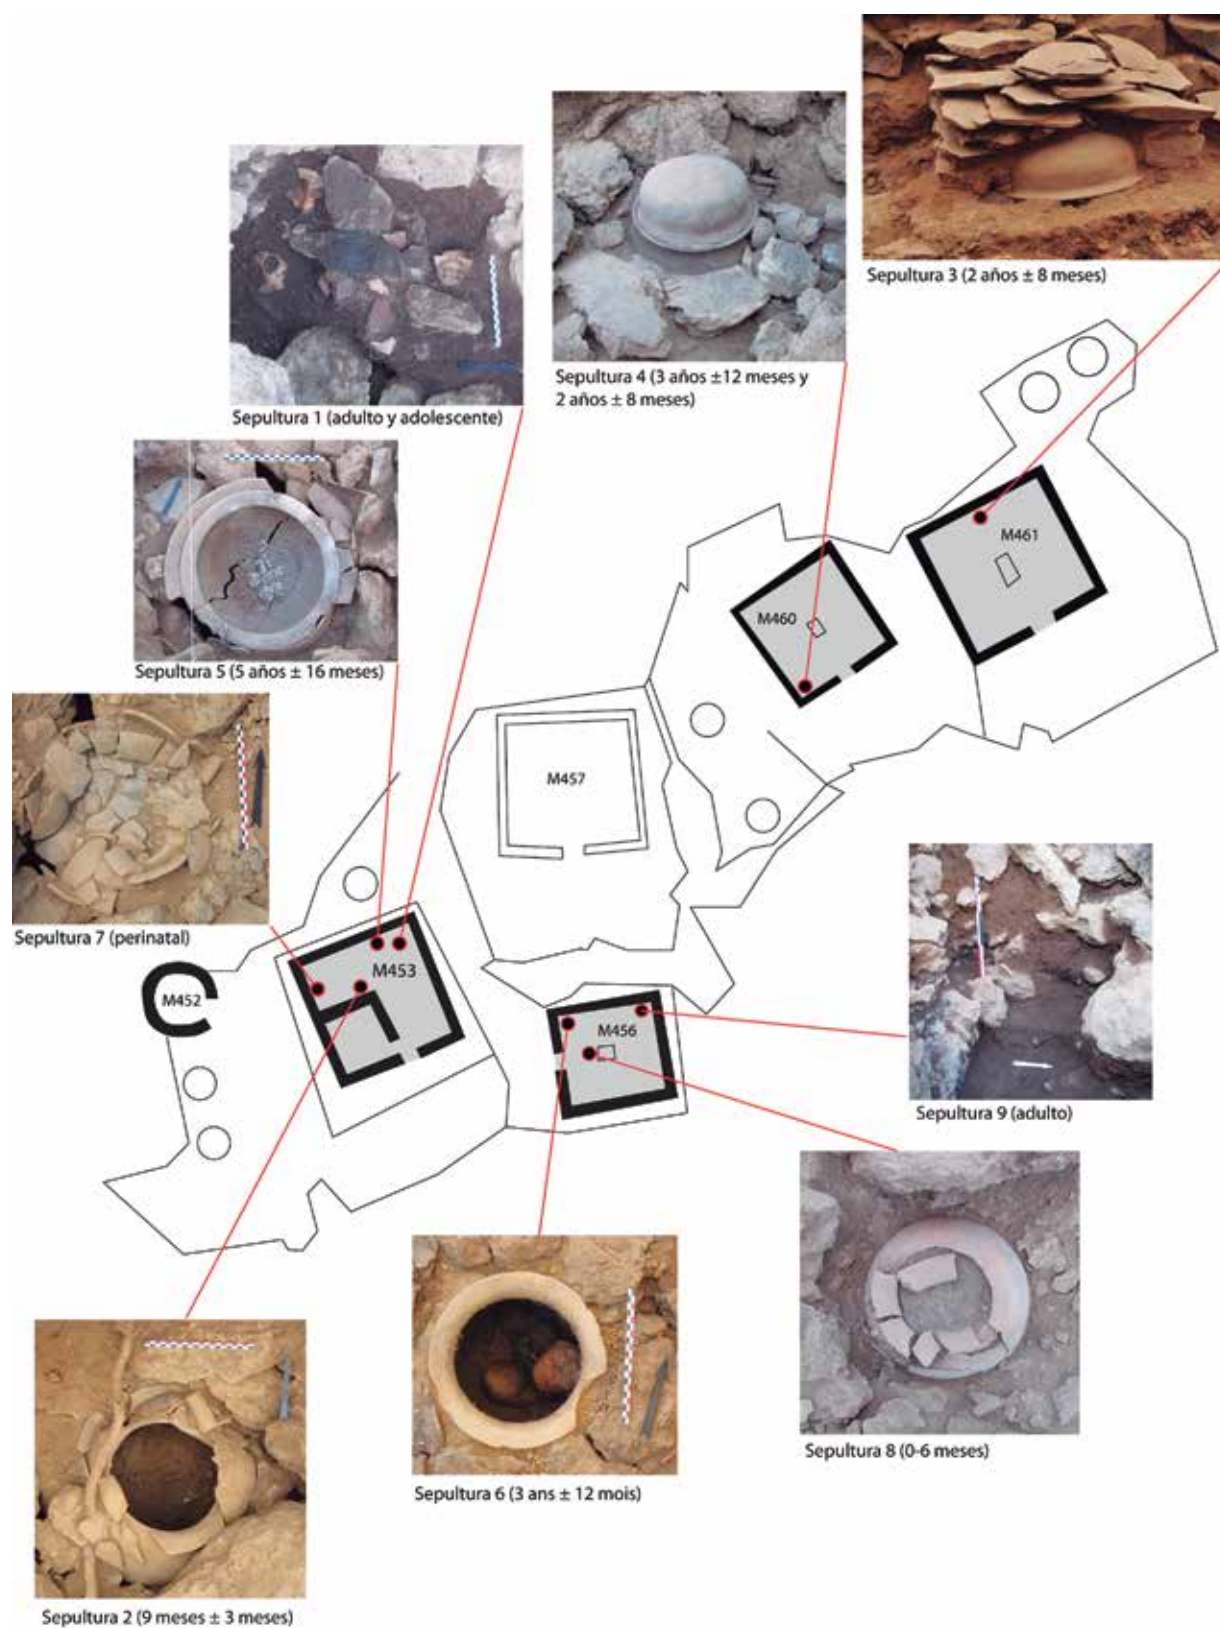 Sepultura 3 (2 años ± 8 meses)
Sepultura 4 (3 años ±12 meses y
2 años ± 8 meses)
Sepultura 1 (adulto y adolescente)
M461
M460
Sepultura 5 (5 años ± 16 meses)
M457
Sepultura 7 (perinatal)
M453
M452
M456
Sepultura 9 (adulto)
Sepultura 8 (0-6 meses)
Sepultura 6 (3 ans ± 12 mois)
Sepultura 2 (9 meses ± 3 meses)